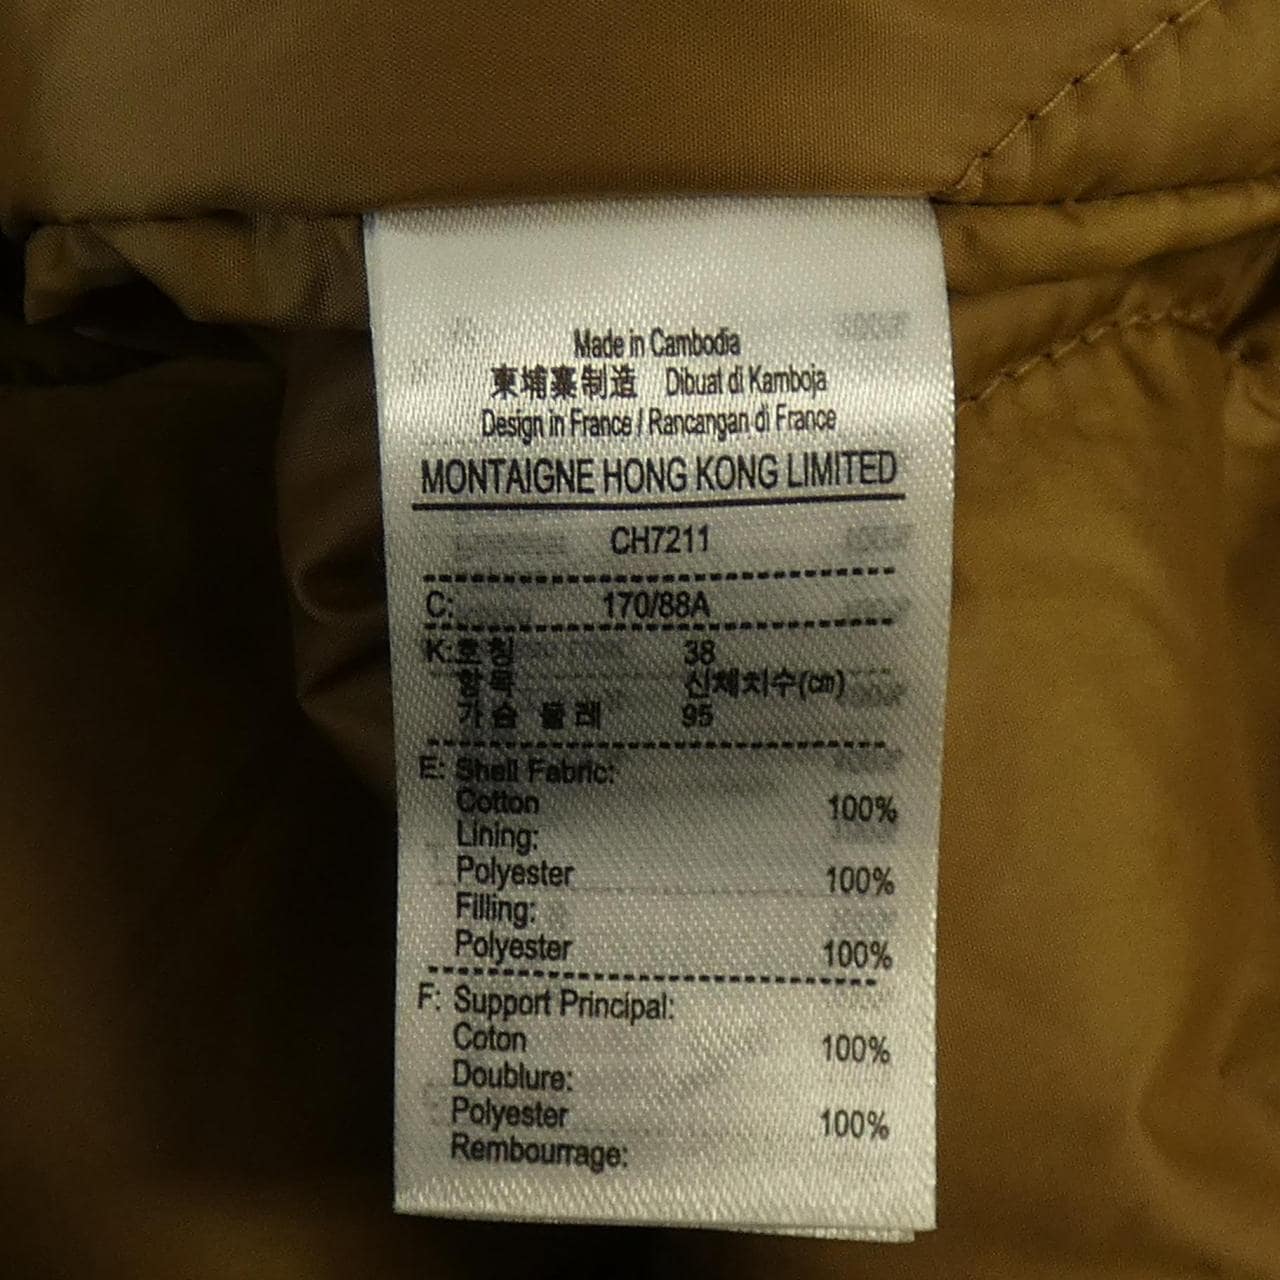 Made in Cambodia
柬埔寨制造 Dibuat di Kamboja
Design in France / Rancangan di France
MONTAIGNE HONG KONG LIMITED
CH7211
C: 170/88A
K:호칭 38
항목 신체치수(㎝)
가슴 둘레 95
E: Shell Fabric:
Cotton 100%
Lining:
Polyester 100%
Filling:
Polyester 100%
F: Support Principal:
Coton 100%
Doublure:
Polyester 100%
Rembourrage: